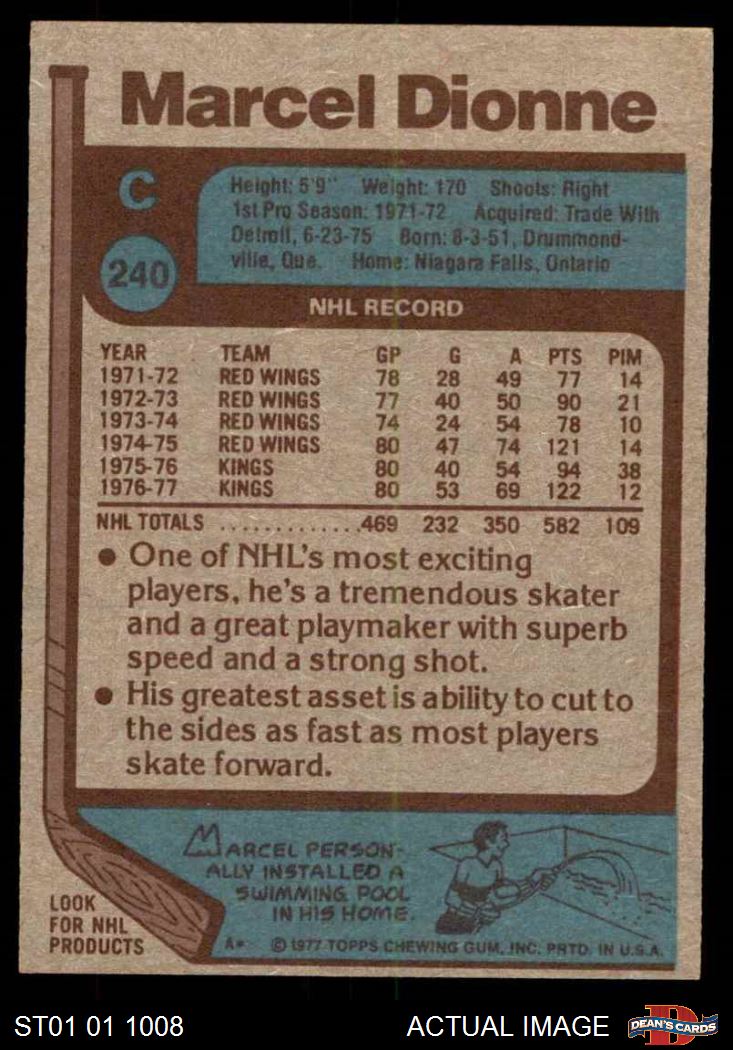 Marcel Dionne
C
Height: 5'9" Weight: 170 Shoots: Right
1st Pro Season: 1971-72 Acquired: Trade With
Detroit, 6-23-75 Born: 8-3-51, Drummond-
ville, Que. Home: Niagara Falls, Ontario
240
NHL RECORD
YEAR TEAM GP G A PTS PIM
1971-72 RED WINGS 78 28 49 77 14
1972-73 RED WINGS 77 40 50 90 21
1973-74 RED WINGS 74 24 54 78 10
1974-75 RED WINGS 80 47 74 121 14
1975-76 KINGS 80 40 54 94 38
1976-77 KINGS 80 53 69 122 12
NHL TOTALS .............469 232 350 582 109
● One of NHL's most exciting
players, he's a tremendous skater
and a great playmaker with superb
speed and a strong shot.
● His greatest asset is ability to cut to
the sides as fast as most players
skate forward.
MARCEL PERSON-
ALLY INSTALLED A
SWIMMING POOL
IN HIS HOME.
LOOK
FOR NHL
PRODUCTS
A* © 1977 TOPPS CHEWING GUM, INC. PRTD. IN U.S.A.
ST01 01 1008 ACTUAL IMAGE DEAN'S CARDS